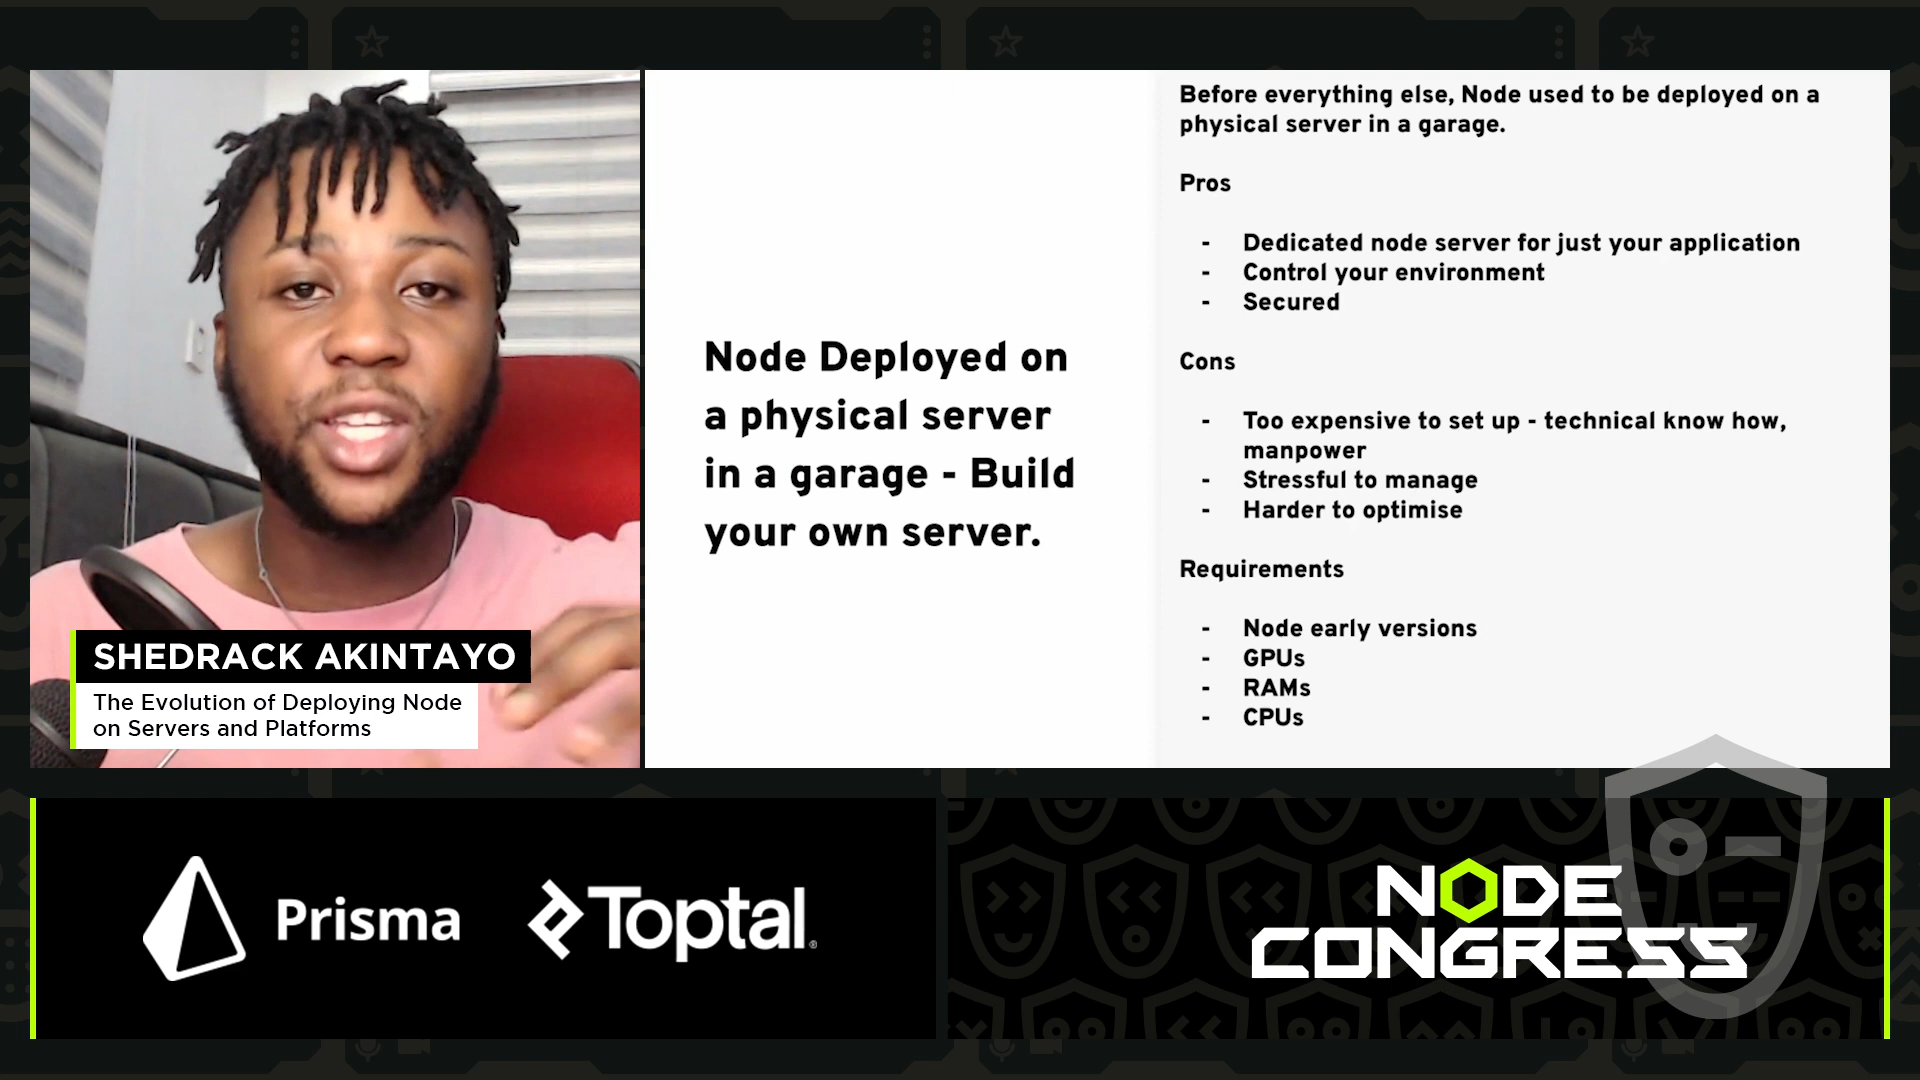 Before everything else, Node used to be deployed on a
physical server in a garage.
Pros
- Dedicated node server for just your application
- Control your environment
- Secured
Cons
- Too expensive to set up - technical know how,
manpower
- Stressful to manage
- Harder to optimise
Requirements
- Node early versions
- GPUs
- RAMs
- CPUs
Node Deployed on
a physical server
in a garage - Build
your own server.
SHEDRACK AKINTAYO
The Evolution of Deploying Node
on Servers and Platforms
Prisma
Toptal®
NODE
CONGRESS